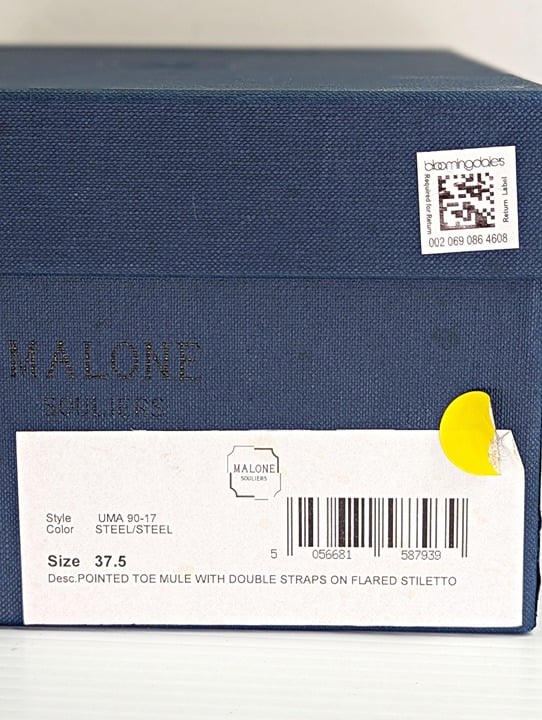 bloomingdale's
Required for Return
Return Label
002 069 086 4608
MALONE
SOULIERS
MALONE
SOULIERS
Style UMA 90-17
Color STEEL/STEEL
5 056681 587939
Size 37.5
Desc.POINTED TOE MULE WITH DOUBLE STRAPS ON FLARED STILETTO